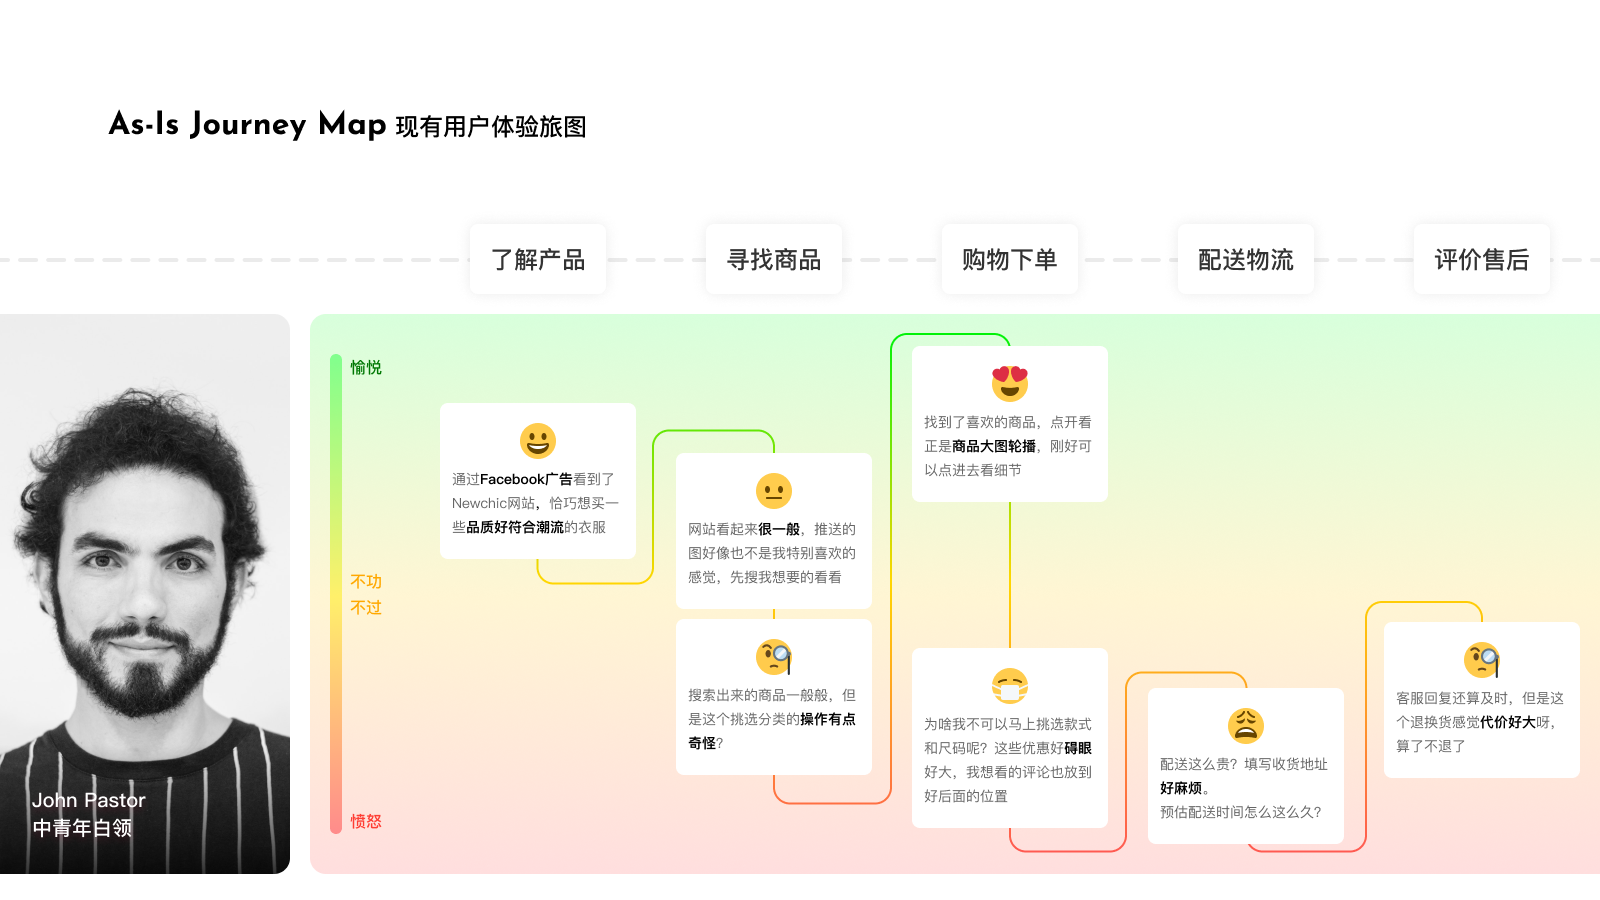 As-Is Journey Map 现有用户体验旅图
了解产品
寻找商品
购物下单
配送物流
评价售后
愉悦
不功
不过
愤怒
John Pastor
中青年白领
通过Facebook广告看到了
Newchic网站，恰巧想买一
些品质好符合潮流的衣服
网站看起来很一般，推送的
图好像也不是我特别喜欢的
感觉，先搜我想要的看看
搜索出来的商品一般般，但
是这个挑选分类的操作有点
奇怪？
找到了喜欢的商品，点开看
正是商品大图轮播，刚好可
以点进去看细节
为啥我不可以马上挑选款式
和尺码呢？这些优惠好碍眼
好大，我想看的评论也放到
好后面的位置
配送这么贵？填写收货地址
好麻烦。
预估配送时间怎么这么久？
客服回复还算及时，但是这
个退换货感觉代价好大呀，
算了不退了